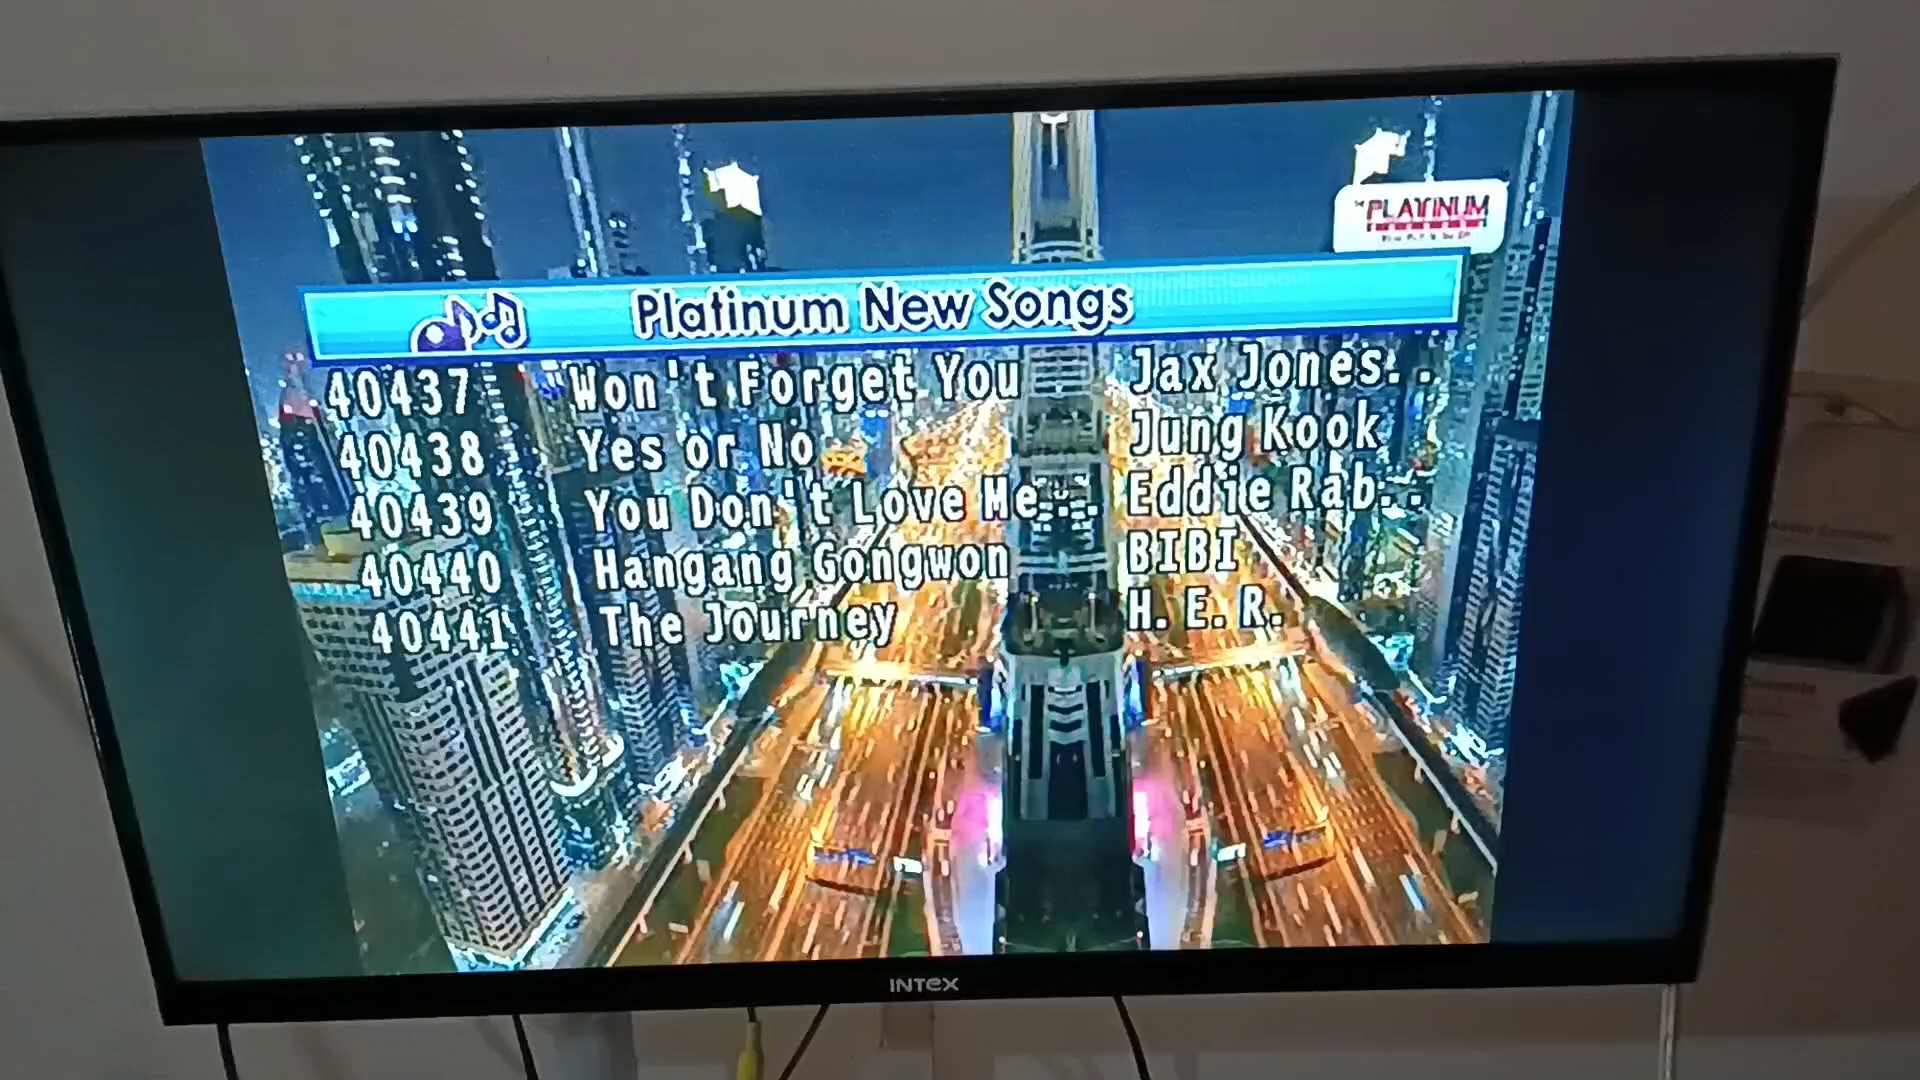 PLATINUM
Platinum New Songs
40437 Won't Forget You Jax Jones..
40438 Yes or No Jung Kook
40439 You Don't Love Me... Eddie Rab..
40440 Hangang Gongwon BIBI
40441 The Journey H.E.R.
INTEX